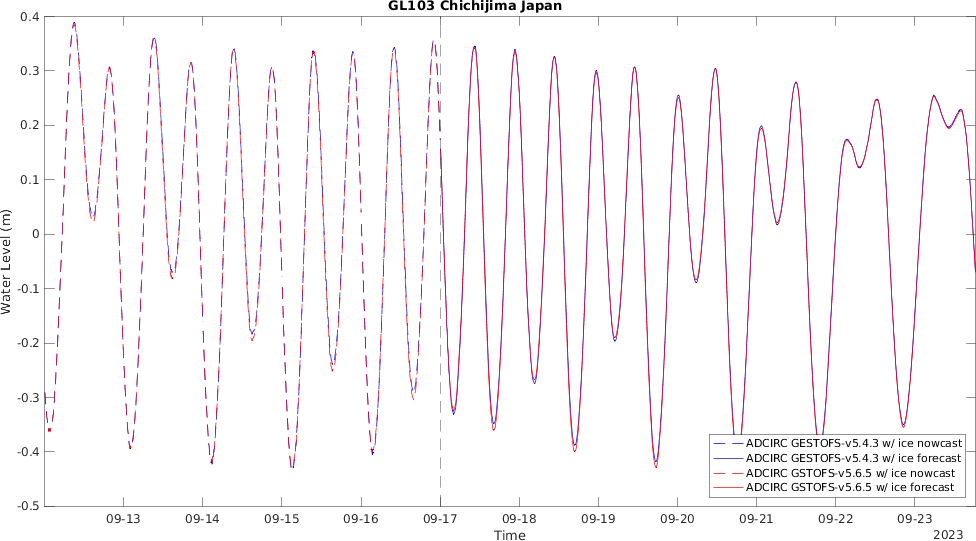 GL103 Chichijima Japan
0.4
0.3
0.2
0.1
0
-0.1
-0.2
-0.3
-0.4
-0.5
Water Level (m)
ADCIRC GESTOFS-v5.4.3 w/ ice nowcast
ADCIRC GESTOFS-v5.4.3 w/ ice forecast
ADCIRC GSTOFS-v5.6.5 w/ ice nowcast
ADCIRC GSTOFS-v5.6.5 w/ ice forecast
09-13 09-14 09-15 09-16 09-17 09-18 09-19 09-20 09-21 09-22 09-23
Time
2023